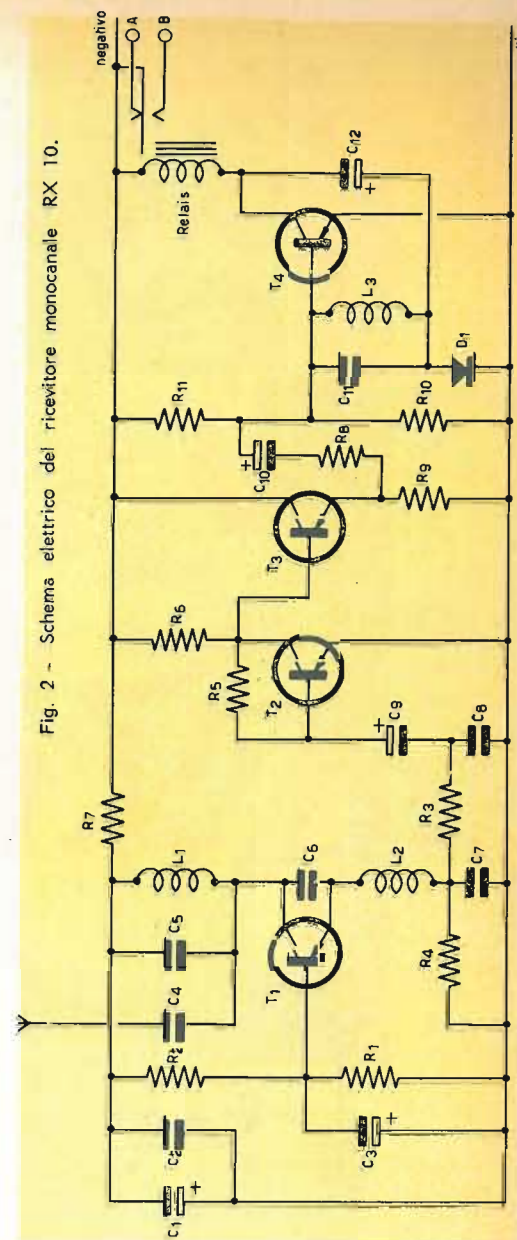 Fig. 2 - Schema elettrico del ricevitore monocanale RX 10.
negativo
A
B
Relais
C12
T4
L3
C11
D1
R11
R10
C10
R8
R9
T3
R6
R5
T2
C9
C8
R7
R3
L1
C6
L2
C7
C5
T1
R4
C4
R2
R1
C2
C3
C1
+
+
+
+
+